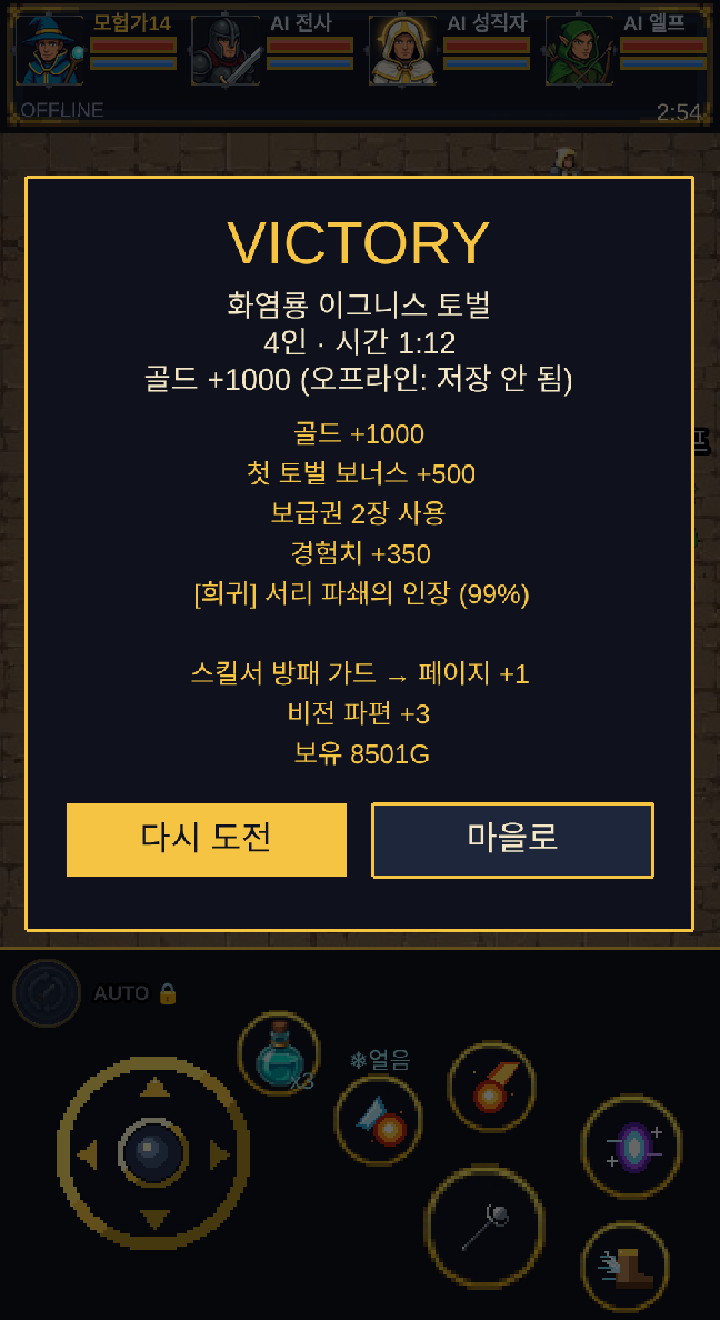 모험가14
AI 전사
AI 성직자
AI 엘프
OFFLINE
2:54
VICTORY
화염룡 이그니스 토벌
4인 · 시간 1:12
골드 +1000 (오프라인: 저장 안 됨)
골드 +1000
첫 토벌 보너스 +500
보급권 2장 사용
경험치 +350
[희귀] 서리 파쇄의 인장 (99%)
스킬서 방패 가드 → 페이지 +1
비전 파편 +3
보유 8501G
다시 도전
마을로
AUTO
x3
❄얼음